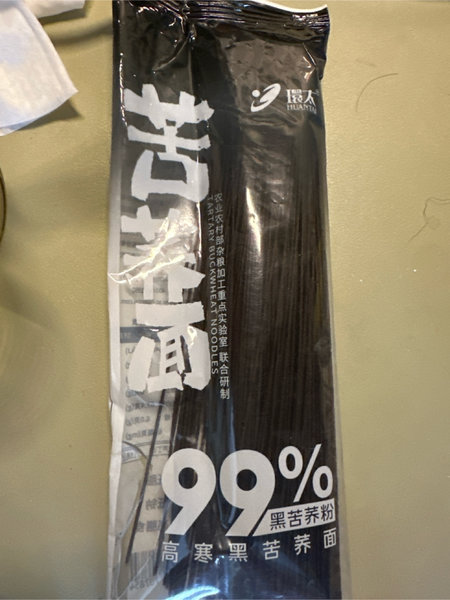 環太
HUANTAI
苦荞面
农业农村部杂粮加工重点实验室 联合研制
TARTARY BUCKWHEAT NOODLES
99%
黑苦荞粉
高寒黑苦荞面